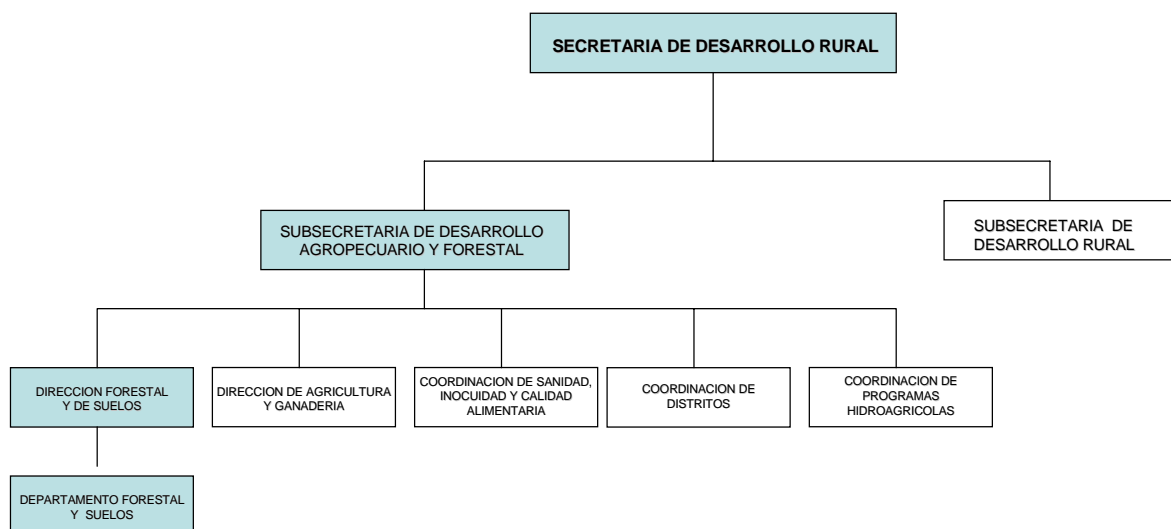 SECRETARIA DE DESARROLLO RURAL
SUBSECRETARIA DE DESARROLLO
AGROPECUARIO Y FORESTAL
SUBSECRETARIA DE
DESARROLLO RURAL
DIRECCION FORESTAL
Y DE SUELOS
DIRECCION DE AGRICULTURA
Y GANADERIA
COORDINACION DE SANIDAD,
INOCUIDAD Y CALIDAD
ALIMENTARIA
COORDINACION DE
DISTRITOS
COORDINACION DE
PROGRAMAS
HIDROAGRICOLAS
DEPARTAMENTO FORESTAL
Y SUELOS